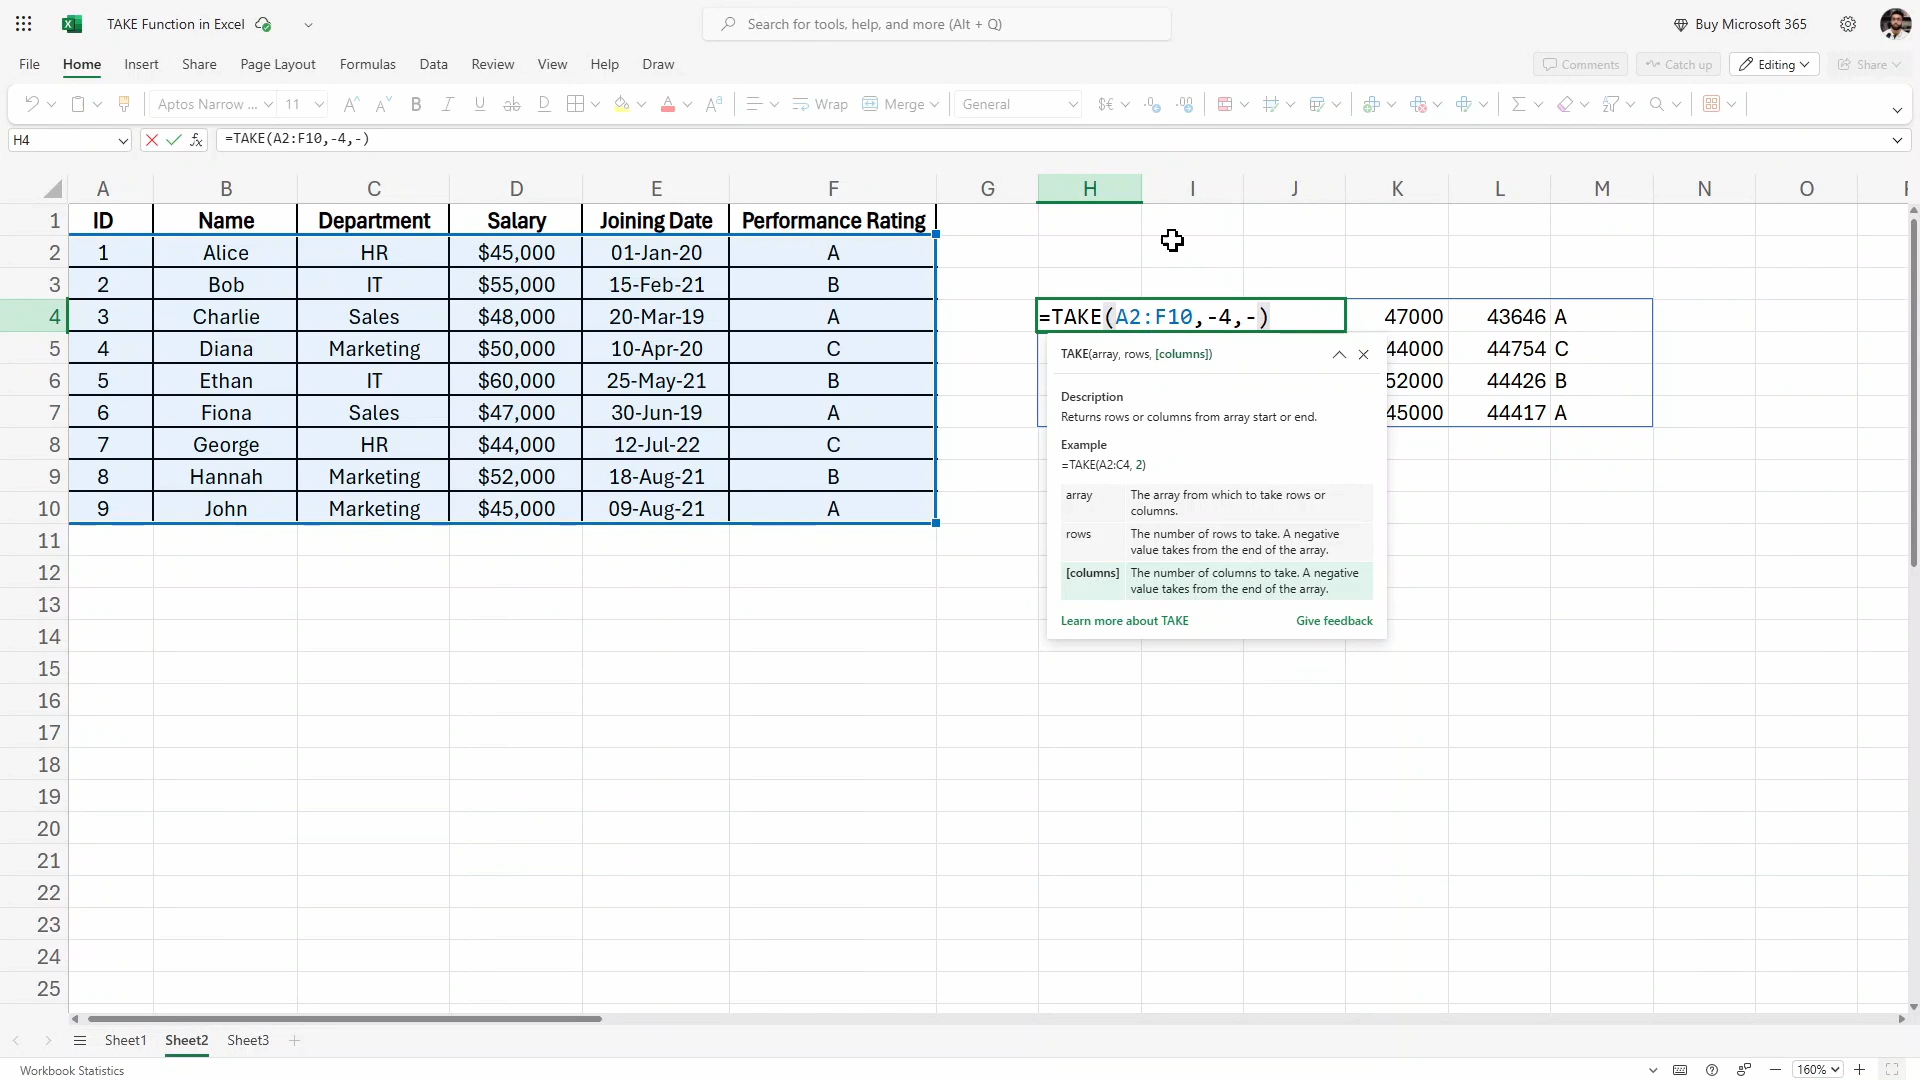 TAKE Function in Excel
Search for tools, help, and more (Alt + Q)
Buy Microsoft 365
File Home Insert Share Page Layout Formulas Data Review View Help Draw
Comments Catch up Editing Share
Aptos Narrow ... 11 Wrap Merge General
H4 =TAKE(A2:F10,-4,-)
A B C D E F G H I J K L M N O
1 ID Name Department Salary Joining Date Performance Rating
2 1 Alice HR $45,000 01-Jan-20 A
3 2 Bob IT $55,000 15-Feb-21 B
4 3 Charlie Sales $48,000 20-Mar-19 A =TAKE(A2:F10,-4,-) 47000 43646 A
5 4 Diana Marketing $50,000 10-Apr-20 C 44000 44754 C
6 5 Ethan IT $60,000 25-May-21 B 52000 44426 B
7 6 Fiona Sales $47,000 30-Jun-19 A 45000 44417 A
8 7 George HR $44,000 12-Jul-22 C
9 8 Hannah Marketing $52,000 18-Aug-21 B
10 9 John Marketing $45,000 09-Aug-21 A
TAKE(array, rows, [columns])
Description
Returns rows or columns from array start or end.
Example
=TAKE(A2:C4, 2)
array The array from which to take rows or
columns.
rows The number of rows to take. A negative
value takes from the end of the array.
[columns] The number of columns to take. A negative
value takes from the end of the array.
Learn more about TAKE Give feedback
11
12
13
14
15
16
17
18
19
20
21
22
23
24
25
Sheet1 Sheet2 Sheet3
Workbook Statistics 160%